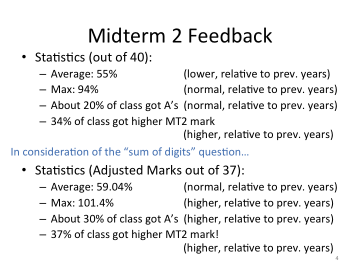 Midterm 2 Feedback
• Statistics (out of 40):
– Average: 55% (lower, relative to prev. years)
– Max: 94% (normal, relative to prev. years)
– About 20% of class got A's (normal, relative to prev. years)
– 34% of class got higher MT2 mark
(higher, relative to prev. years)
In consideration of the "sum of digits" question…
• Statistics (Adjusted Marks out of 37):
– Average: 59.04% (normal, relative to prev. years)
– Max: 101.4% (higher, relative to prev. years)
– About 30% of class got A's (higher, relative to prev. years)
– 37% of class got higher MT2 mark!
(higher, relative to prev. years)
4